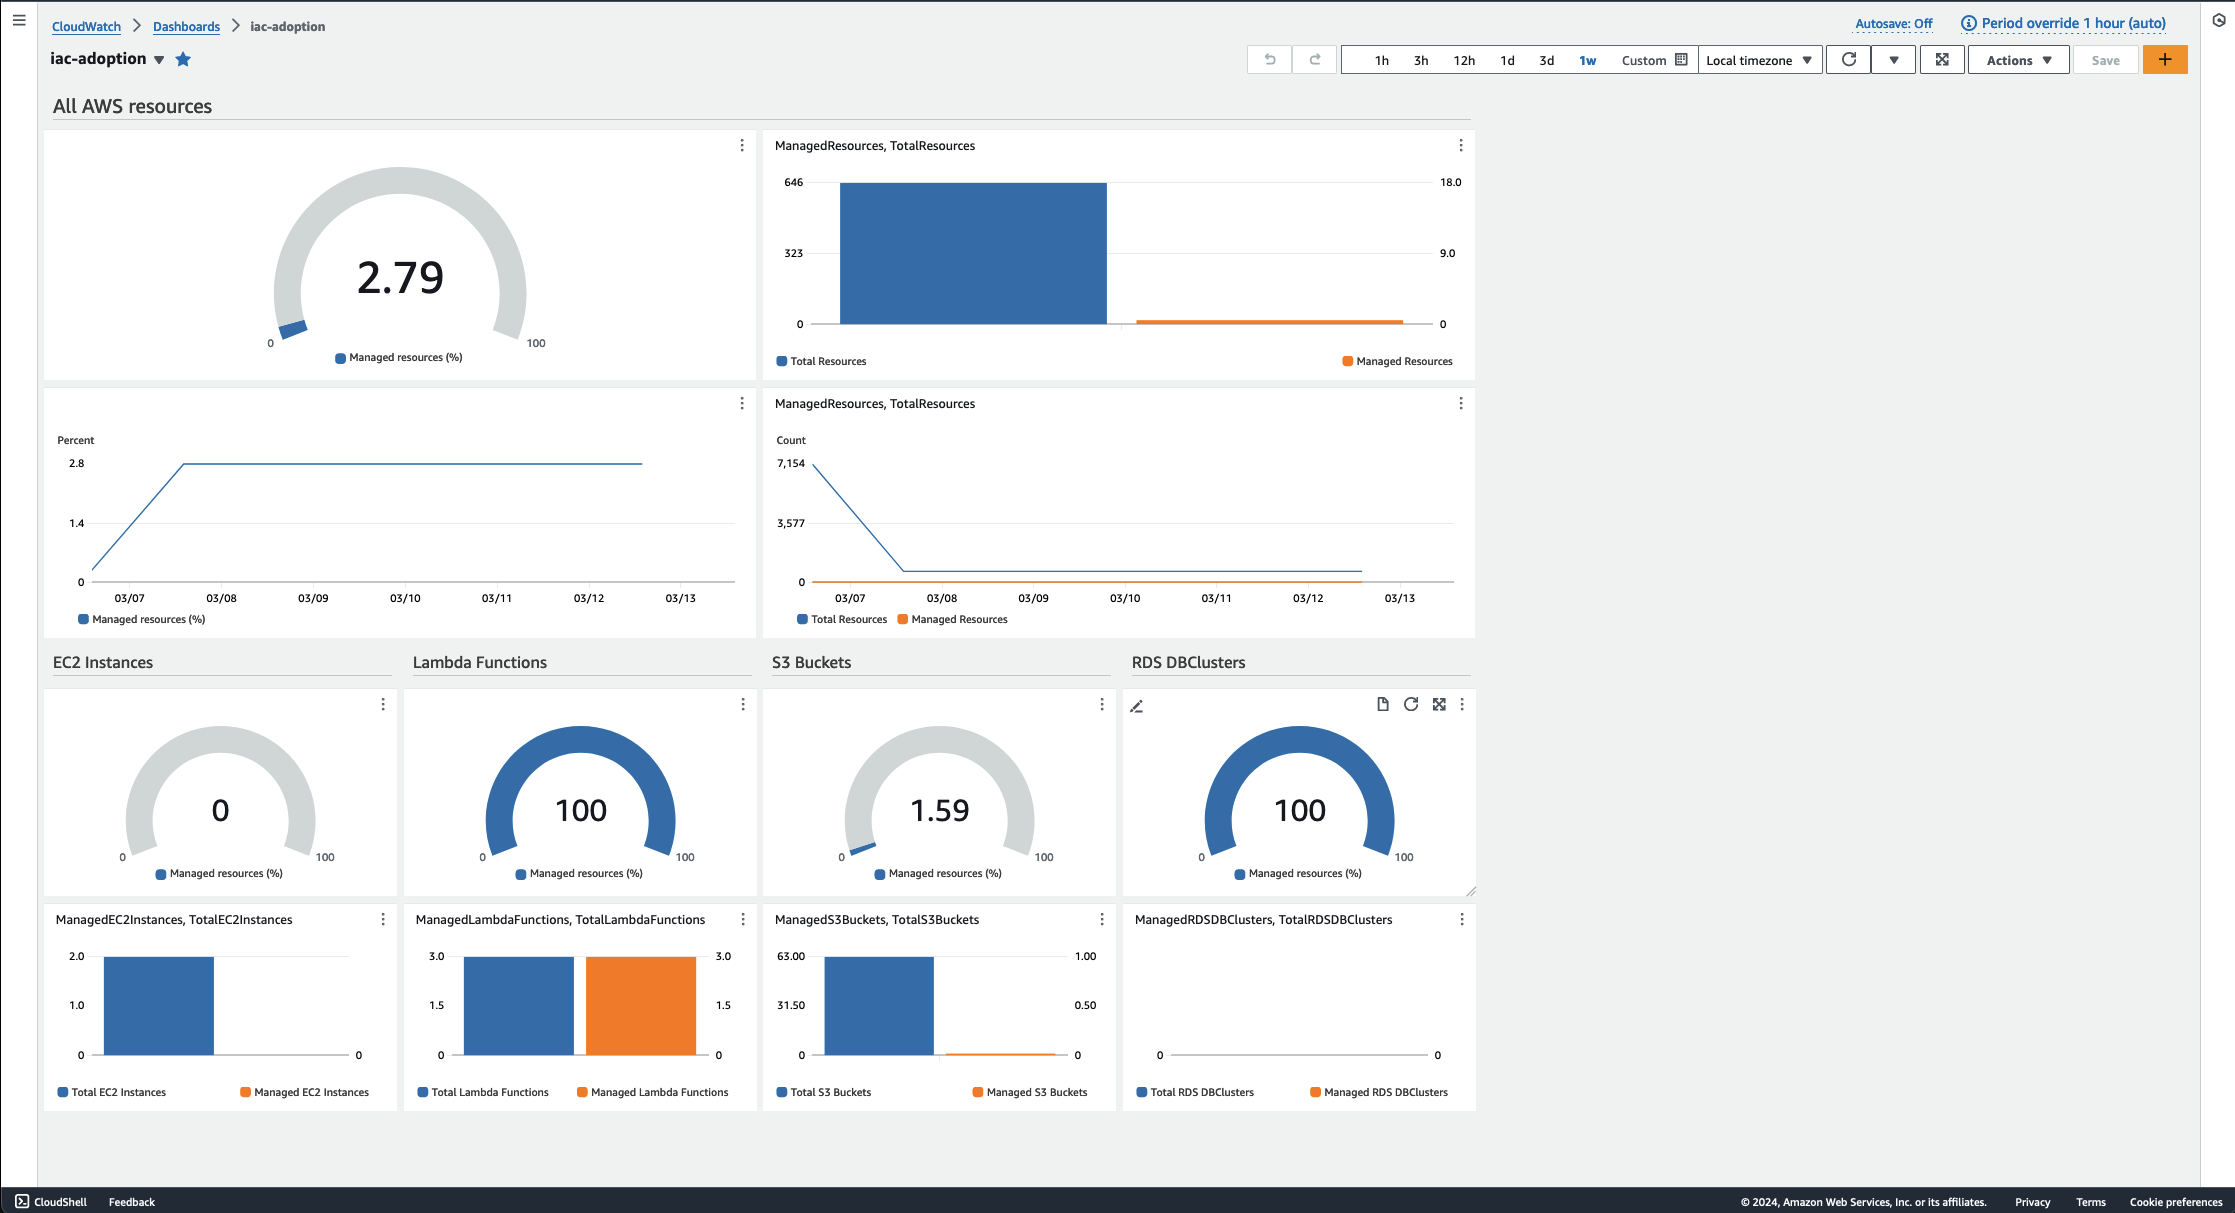 CloudWatch > Dashboards > iac-adoption
Autosave: Off Period override 1 hour (auto)
iac-adoption
1h 3h 12h 1d 3d 1w Custom Local timezone Actions Save +
All AWS resources
2.79
0 100
Managed resources (%)
ManagedResources, TotalResources
646 18.0
323 9.0
0 0
Total Resources Managed Resources
Percent
2.8
1.4
0
03/07 03/08 03/09 03/10 03/11 03/12 03/13
Managed resources (%)
ManagedResources, TotalResources
Count
7,154
3,577
0
03/07 03/08 03/09 03/10 03/11 03/12 03/13
Total Resources Managed Resources
EC2 Instances Lambda Functions S3 Buckets RDS DBClusters
0
0 100
Managed resources (%)
100
0 100
Managed resources (%)
1.59
0 100
Managed resources (%)
100
0 100
Managed resources (%)
ManagedEC2Instances, TotalEC2Instances
2.0
1.0
0 0
Total EC2 Instances Managed EC2 Instances
ManagedLambdaFunctions, TotalLambdaFunctions
3.0 3.0
1.5 1.5
0 0
Total Lambda Functions Managed Lambda Functions
ManagedS3Buckets, TotalS3Buckets
63.00 1.00
31.50 0.50
0 0
Total S3 Buckets Managed S3 Buckets
ManagedRDSDBClusters, TotalRDSDBClusters
0 0
Total RDS DBClusters Managed RDS DBClusters
CloudShell Feedback © 2024, Amazon Web Services, Inc. or its affiliates. Privacy Terms Cookie preferences